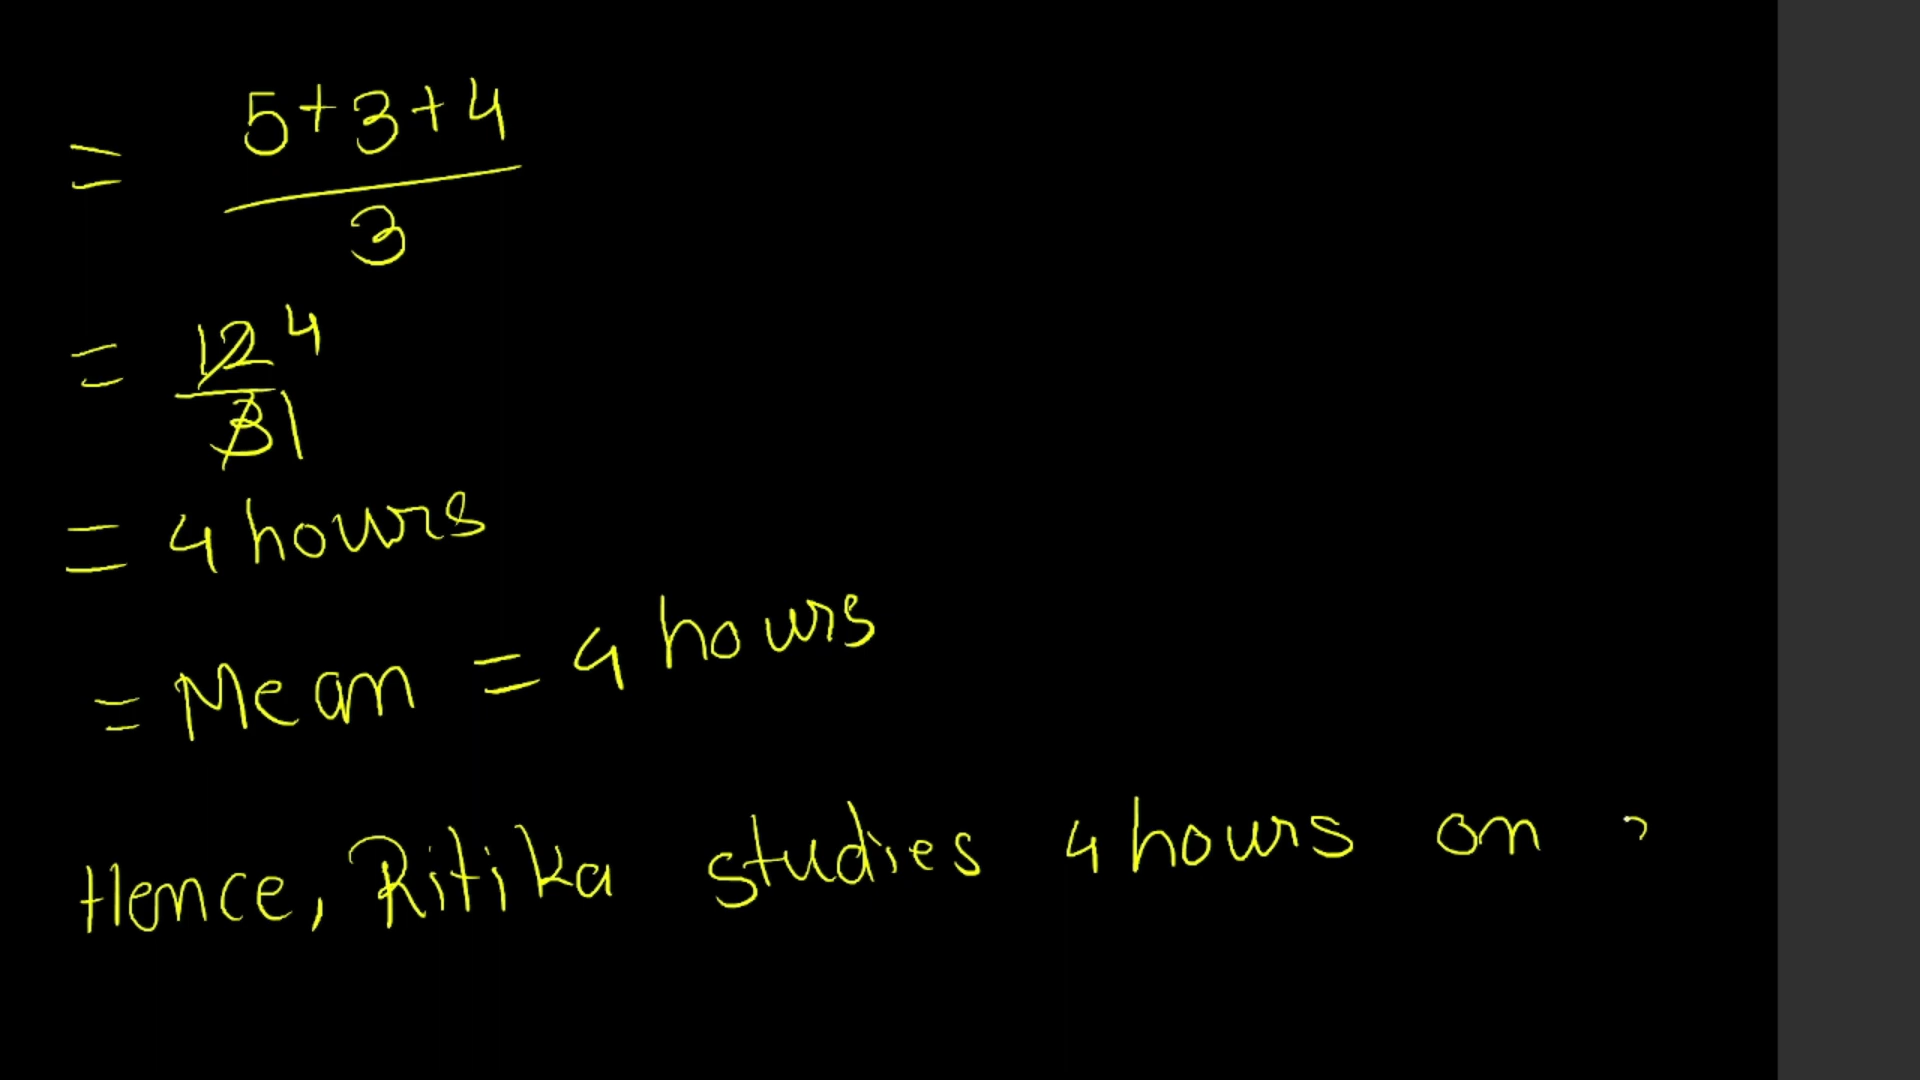 = 5+3+4
3
= 12 4
3 1
= 4 hours
= Mean = 4 hours
Hence, Ritika studies 4 hours on